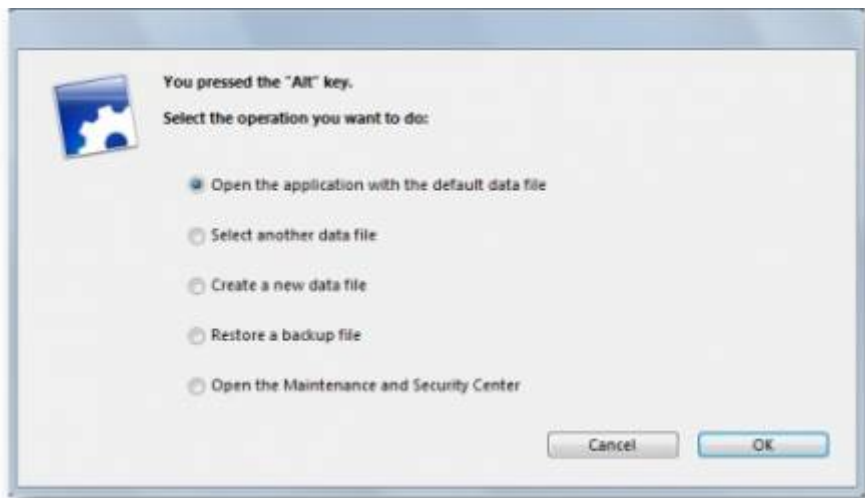 You pressed the "Alt" key.
Select the operation you want to do:
Open the application with the default data file
Select another data file
Create a new data file
Restore a backup file
Open the Maintenance and Security Center
Cancel OK